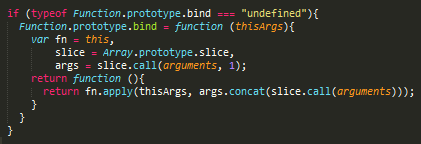 if (typeof Function.prototype.bind === "undefined"){
  Function.prototype.bind = function (thisArgs){
    var fn = this,
        slice = Array.prototype.slice,
        args = slice.call(arguments, 1);
    return function (){
      return fn.apply(thisArgs, args.concat(slice.call(arguments)));
    }
  }
}